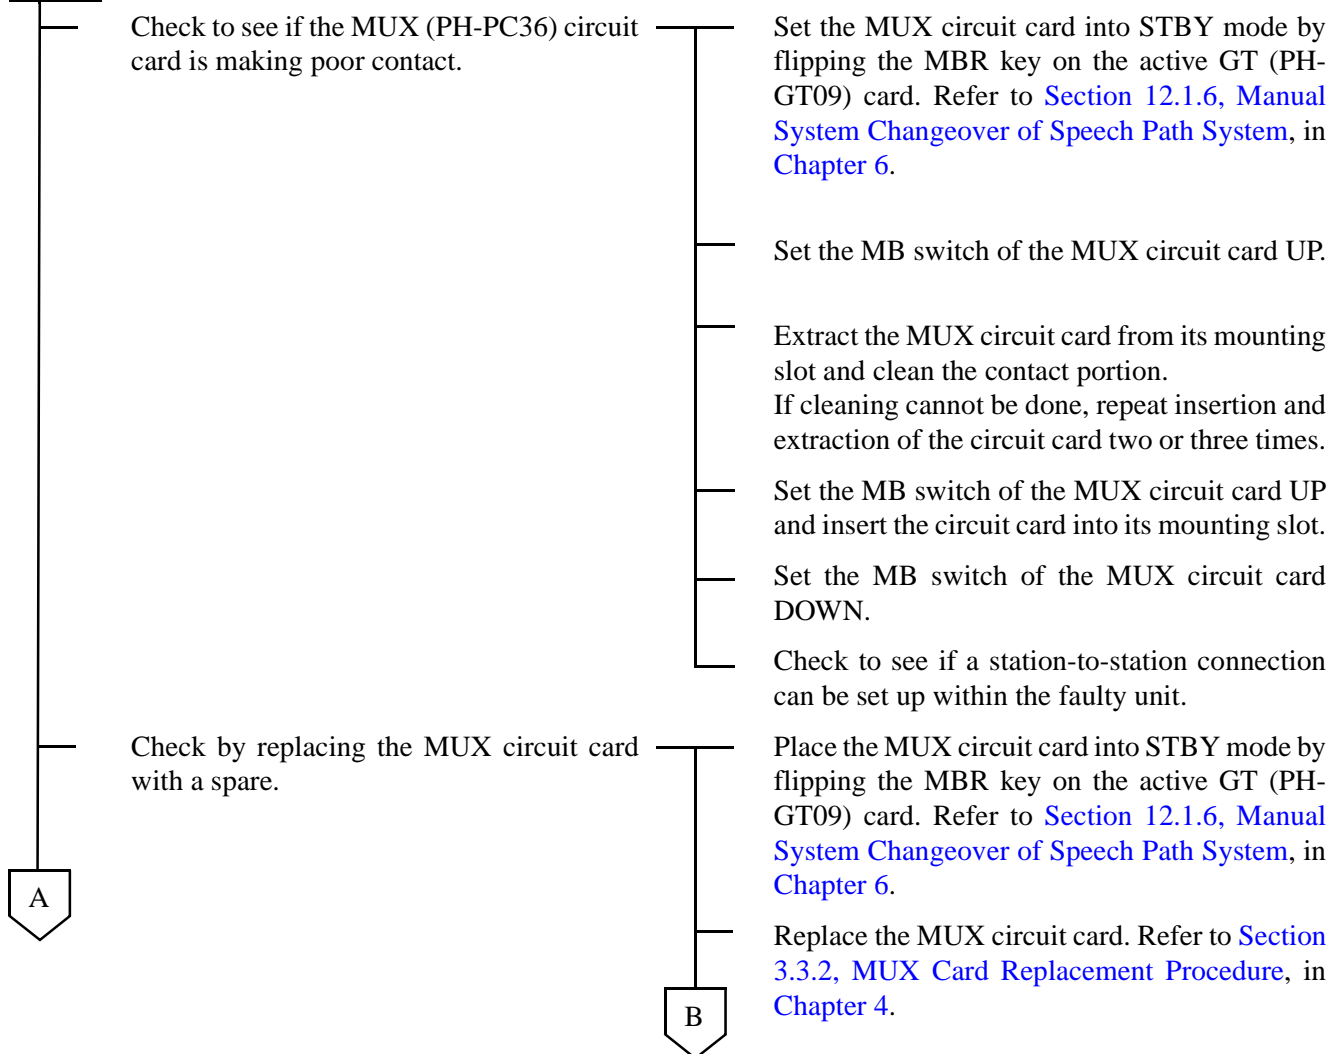 Check to see if the MUX (PH-PC36) circuit
card is making poor contact.
Set the MUX circuit card into STBY mode by
flipping the MBR key on the active GT (PH-
GT09) card. Refer to Section 12.1.6, Manual
System Changeover of Speech Path System, in
Chapter 6.
Set the MB switch of the MUX circuit card UP.
Extract the MUX circuit card from its mounting
slot and clean the contact portion.
If cleaning cannot be done, repeat insertion and
extraction of the circuit card two or three times.
Set the MB switch of the MUX circuit card UP
and insert the circuit card into its mounting slot.
Set the MB switch of the MUX circuit card
DOWN.
Check to see if a station-to-station connection
can be set up within the faulty unit.
Check by replacing the MUX circuit card
with a spare.
Place the MUX circuit card into STBY mode by
flipping the MBR key on the active GT (PH-
GT09) card. Refer to Section 12.1.6, Manual
System Changeover of Speech Path System, in
Chapter 6.
Replace the MUX circuit card. Refer to Section
3.3.2, MUX Card Replacement Procedure, in
Chapter 4.
A
B